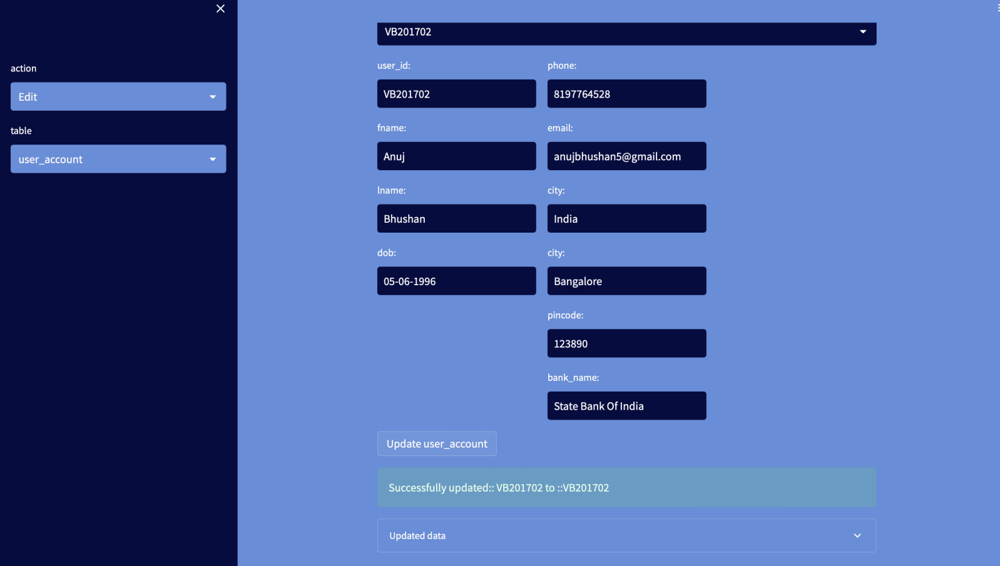 action
Edit
table
user_account
VB201702
user_id:
VB201702
fname:
Anuj
lname:
Bhushan
dob:
05-06-1996
phone:
8197764528
email:
anujbhushan5@gmail.com
city:
India
city:
Bangalore
pincode:
123890
bank_name:
State Bank Of India
Update user_account
Successfully updated:: VB201702 to ::VB201702
Updated data